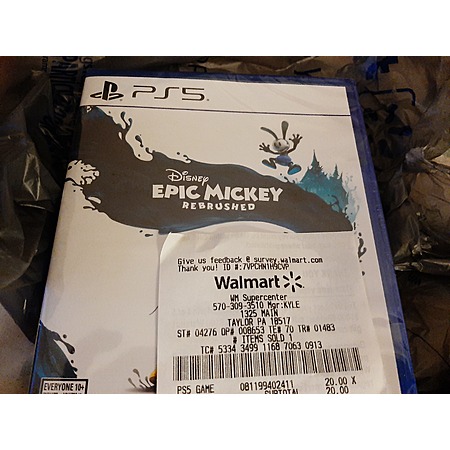 PS5
Disney
EPIC MICKEY
REBRUSHED
Give us feedback @ survey.walmart.com
Thank you! ID #:7VPCHN1H9CVP
Walmart
WM Supercenter
570-309-3510 Mgr:KYLE
1325 MAIN
TAYLOR PA 18517
ST# 04276 OP# 008653 TE# 70 TR# 01483
# ITEMS SOLD 1
TC# 5334 3499 1168 7063 0913
PS5 GAME 081199402411 20.00 X
SUBTOTAL 20.00
EVERYONE 10+